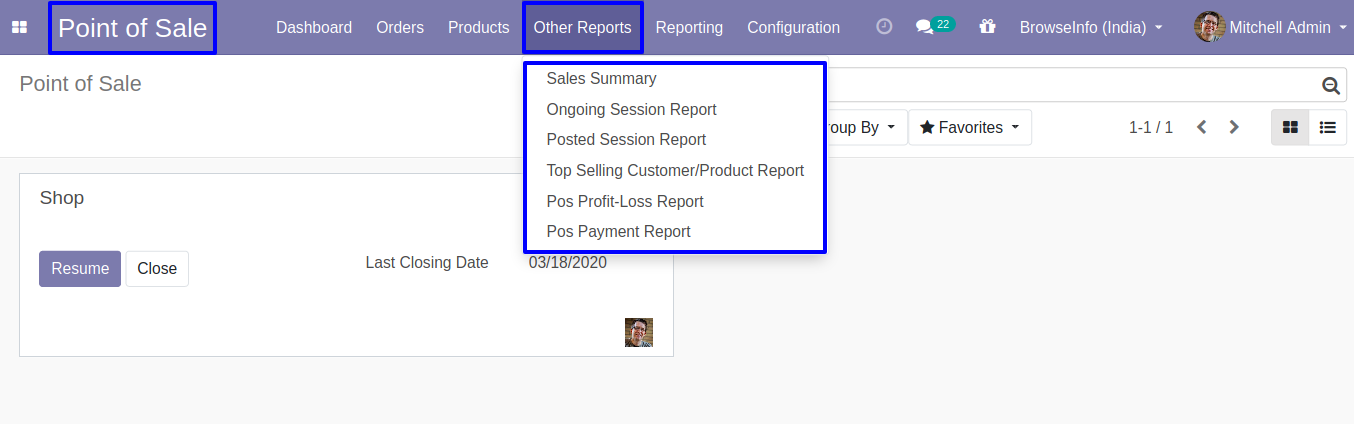 Point of Sale Dashboard Orders Products Other Reports Reporting Configuration 22 BrowseInfo (India) Mitchell Admin
Point of Sale
Sales Summary
Ongoing Session Report
Posted Session Report
Top Selling Customer/Product Report
Pos Profit-Loss Report
Pos Payment Report
roup By Favorites 1-1 / 1
Shop
Resume Close Last Closing Date 03/18/2020